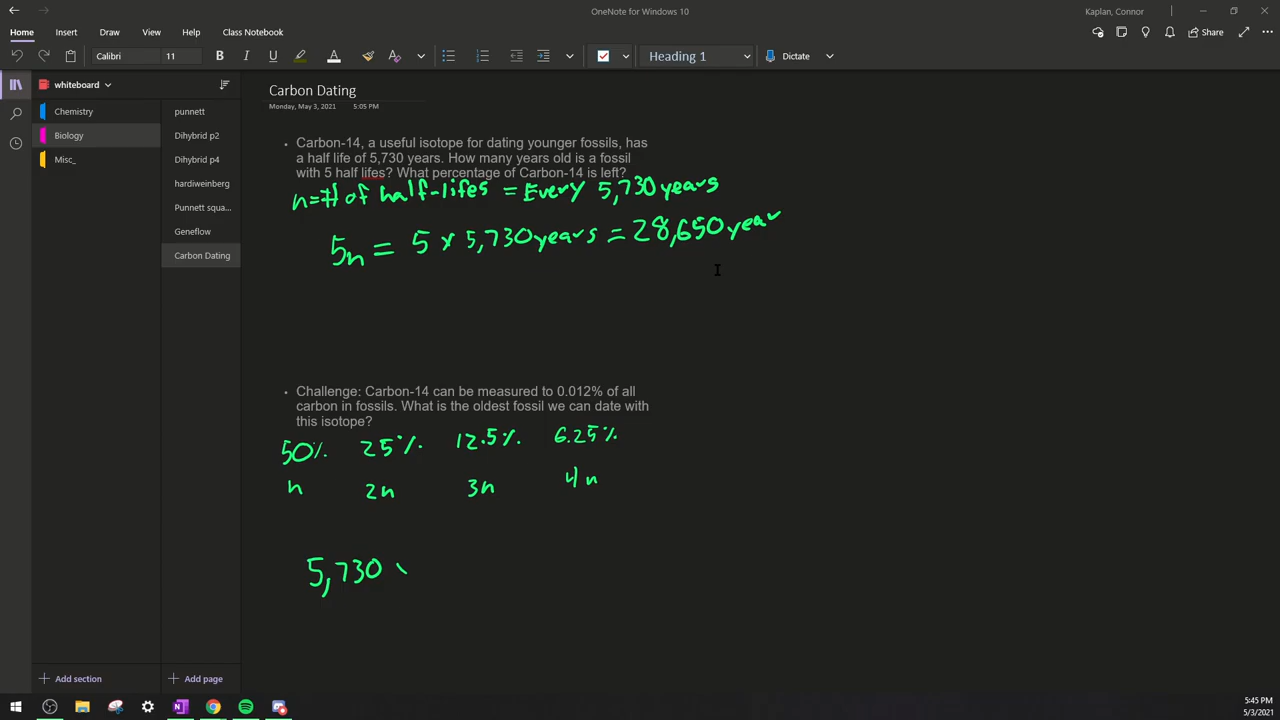 OneNote for Windows 10
Kaplan, Connor
Home Insert Draw View Help Class Notebook
Share
Calibri 11 B I U A Heading 1 Dictate
whiteboard
Chemistry
Biology
Misc_
Add section
punnett
Dihybrid p2
Dihybrid p4
hardiweinberg
Punnett squa...
Geneflow
Carbon Dating
Add page
Carbon Dating
Monday, May 3, 2021 5:05 PM
• Carbon-14, a useful isotope for dating younger fossils, has
a half life of 5,730 years. How many years old is a fossil
with 5 half lifes? What percentage of Carbon-14 is left?
n=# of half-lifes = Every 5,730 years
5n = 5 x 5,730 years = 28,650 year
• Challenge: Carbon-14 can be measured to 0.012% of all
carbon in fossils. What is the oldest fossil we can date with
this isotope?
50% 25% 12.5% 6.25%
n 2n 3n 4n
5,730
5:45 PM
5/3/2021